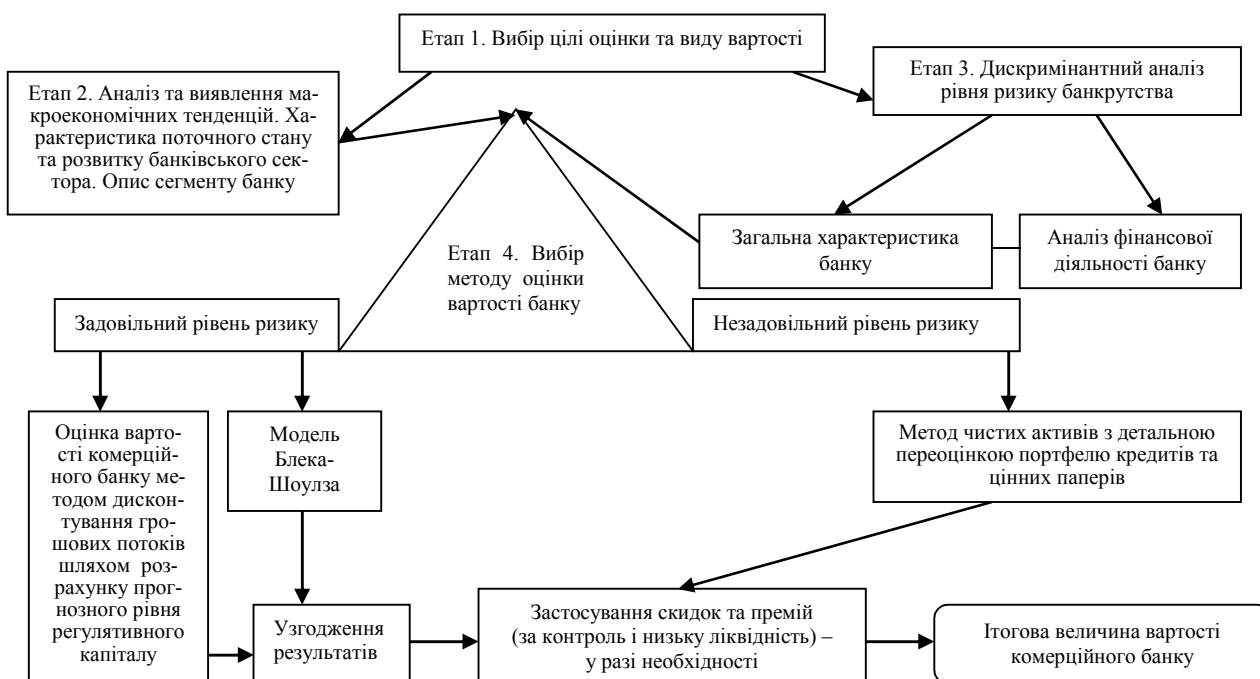 Етап 1. Вибір цілі оцінки та виду вартості
Етап 2. Аналіз та виявлення ма-
кроекономічних тенденцій. Ха-
рактеристика поточного стану
та розвитку банківського сек-
тора. Опис сегменту банку
Етап 3. Дискримінантний аналіз
рівня ризику банкрутства
Загальна характеристика
банку
Аналіз фінансової
діяльності банку
Етап 4. Вибір
методу оцінки
вартості банку
Задовільний рівень ризику
Незадовільний рівень ризику
Оцінка варто-
сті комерцій-
ного банку ме-
тодом дискон-
тування гро-
шових потоків
шляхом роз-
рахунку прог-
нозного рівня
регулятивного
капіталу
Модель
Блека-
Шоулза
Метод чистих активів з детальною
переоцінкою портфелю кредитів та
цінних паперів
Узгодження
результатів
Застосування скидок та премій
(за контроль і низьку ліквідність) –
у разі необхідності
Ітогова величина вартості
комерційного банку